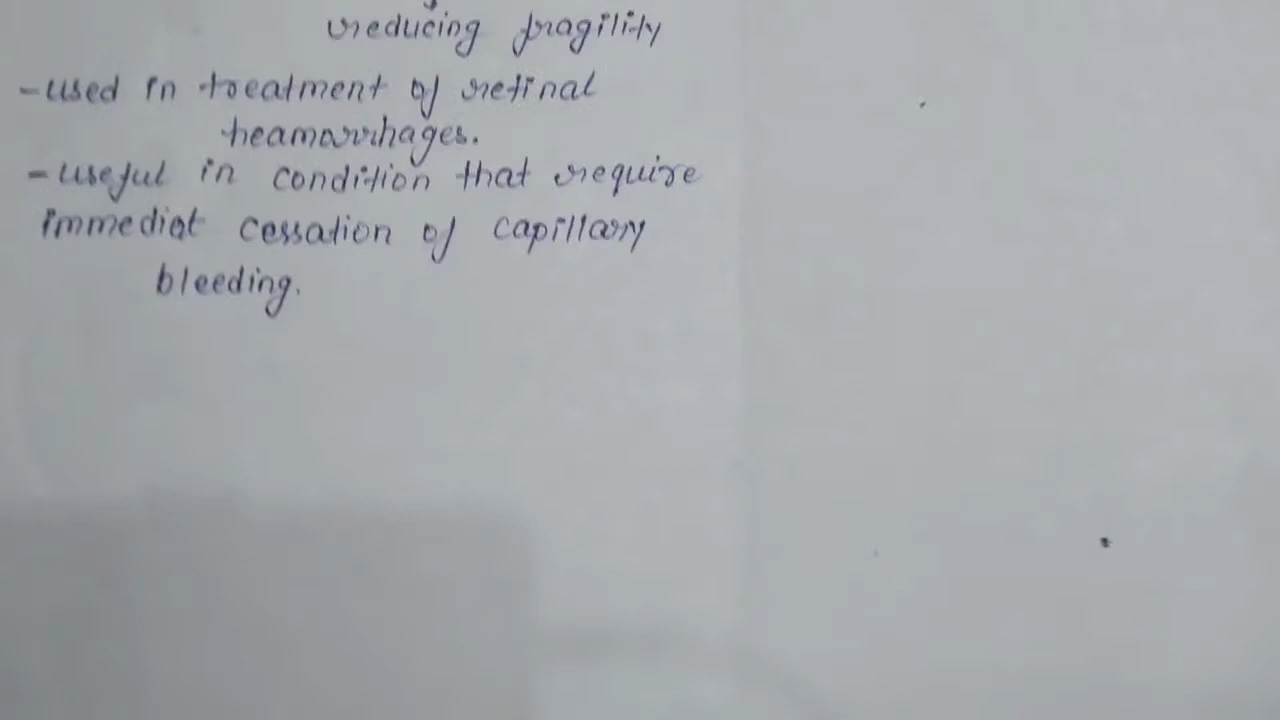 reducing fragility
- used in treatment of retinal
heamorrhages.
- useful in condition that require
immediat cessation of capillary
bleeding.